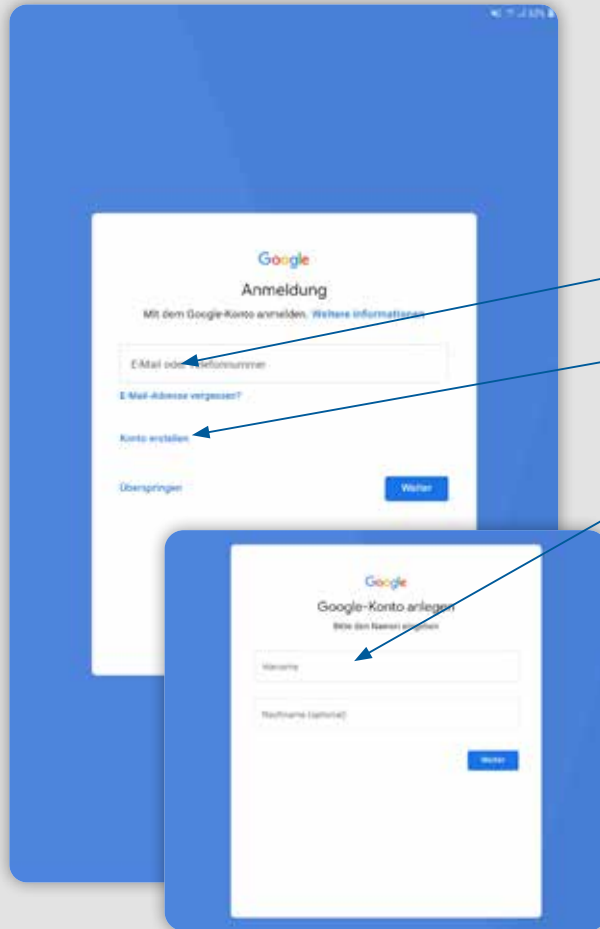 Google
Anmeldung
Mit dem Google-Konto anmelden. Weitere Informationen
E-Mail oder Telefonnummer
E-Mail-Adresse vergessen?
Konto erstellen
Überspringen
Weiter
Google
Google-Konto anlegen
Bitte den Namen eingeben
Vorname
Nachname (optional)
Weiter